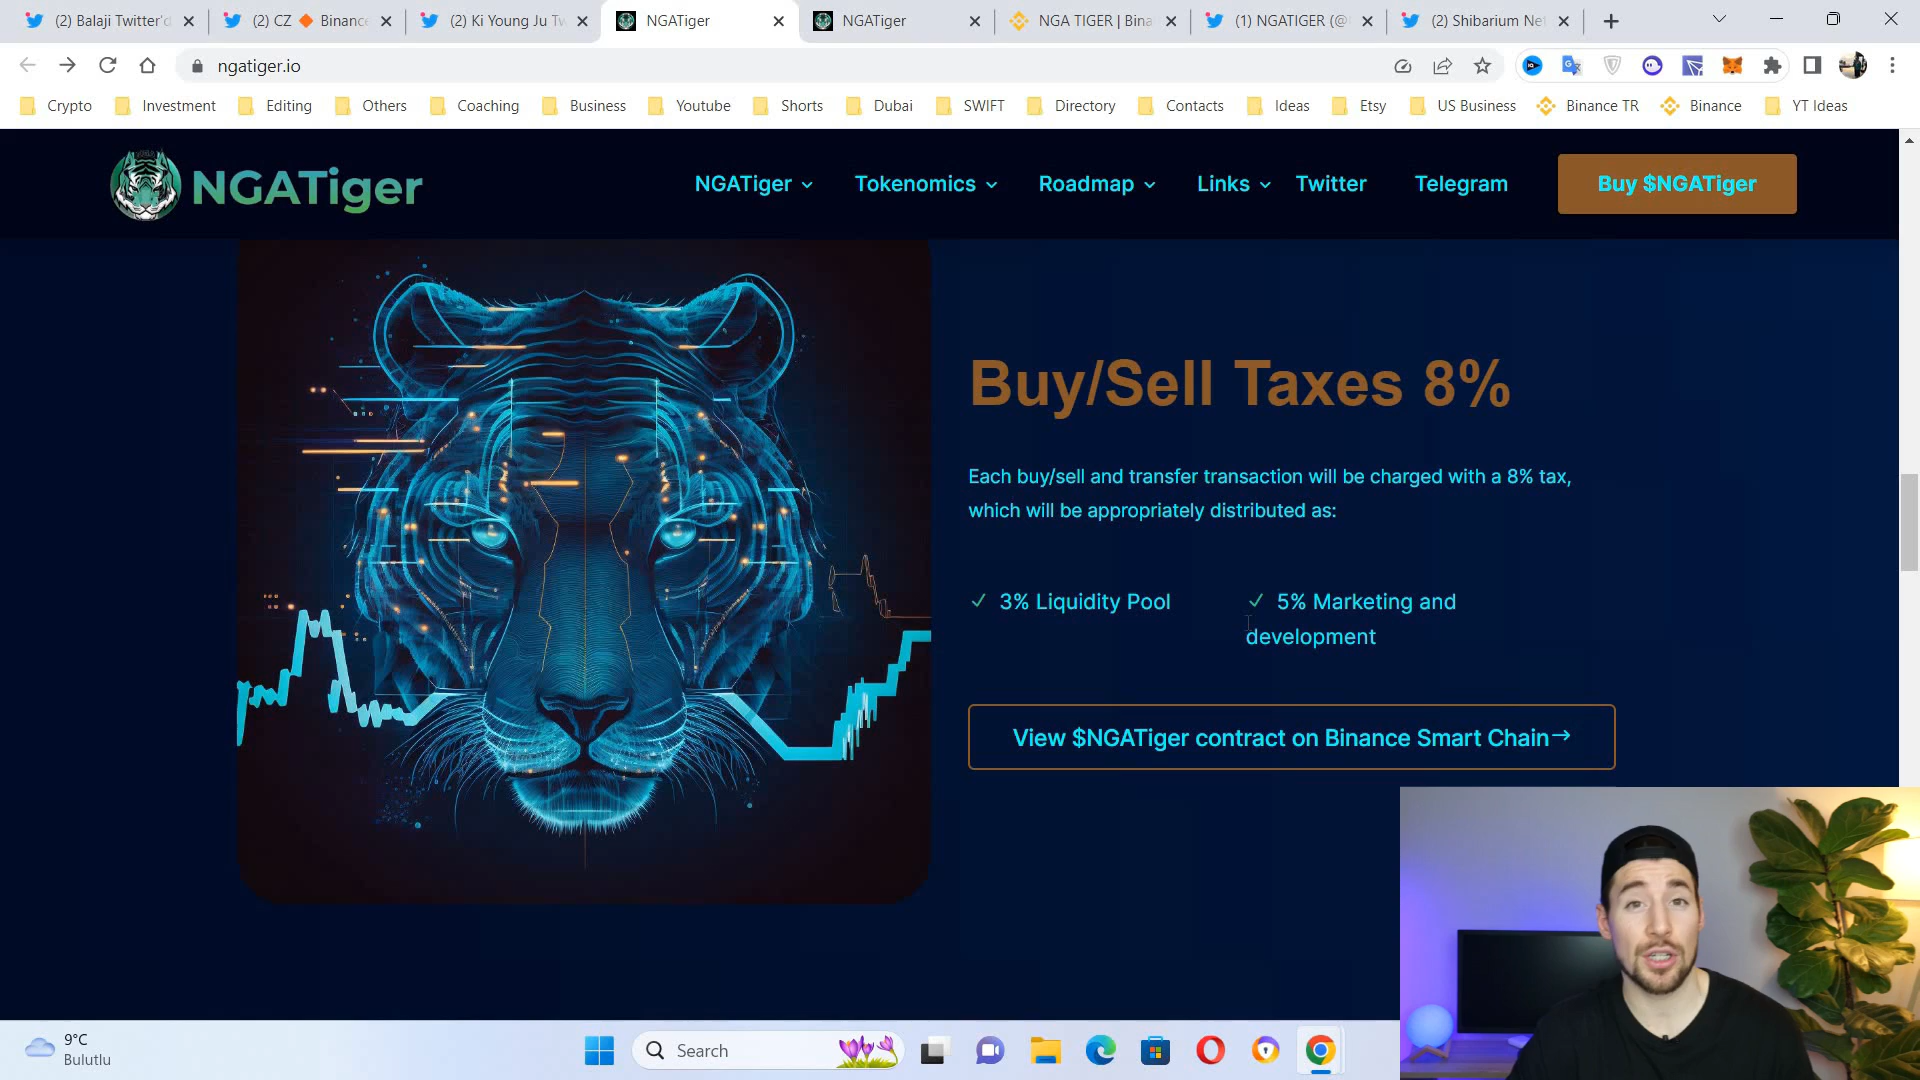 (2) Balaji Twitter'd
(2) CZ 🔶 Binance
(2) Ki Young Ju Tw
NGATiger
NGATiger
NGA TIGER | Bina
(1) NGATIGER (@
(2) Shibarium Net
ngatiger.io
Crypto
Investment
Editing
Others
Coaching
Business
Youtube
Shorts
Dubai
SWIFT
Directory
Contacts
Ideas
Etsy
US Business
Binance TR
Binance
YT Ideas
NGATiger
NGATiger
Tokenomics
Roadmap
Links
Twitter
Telegram
Buy $NGATiger
Buy/Sell Taxes 8%
Each buy/sell and transfer transaction will be charged with a 8% tax,
which will be appropriately distributed as:
✓ 3% Liquidity Pool
✓ 5% Marketing and
development
View $NGATiger contract on Binance Smart Chain→
9°C
Bulutlu
Search